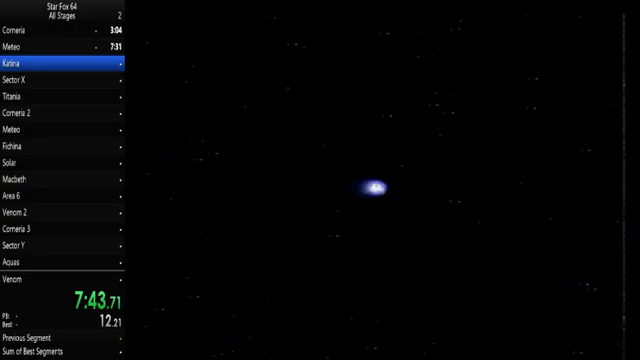 Star Fox 64
All Stages 2
Corneria - 3:04
Meteo - 7:31
Katina -
Sector X -
Titania -
Corneria 2 -
Meteo -
Fichina -
Solar -
Macbeth -
Area 6 -
Venom 2 -
Corneria 3 -
Sector Y -
Aquas -
Venom -
7:43.71
PB: -
Best - 12.21
Previous Segment -
Sum of Best Segments -